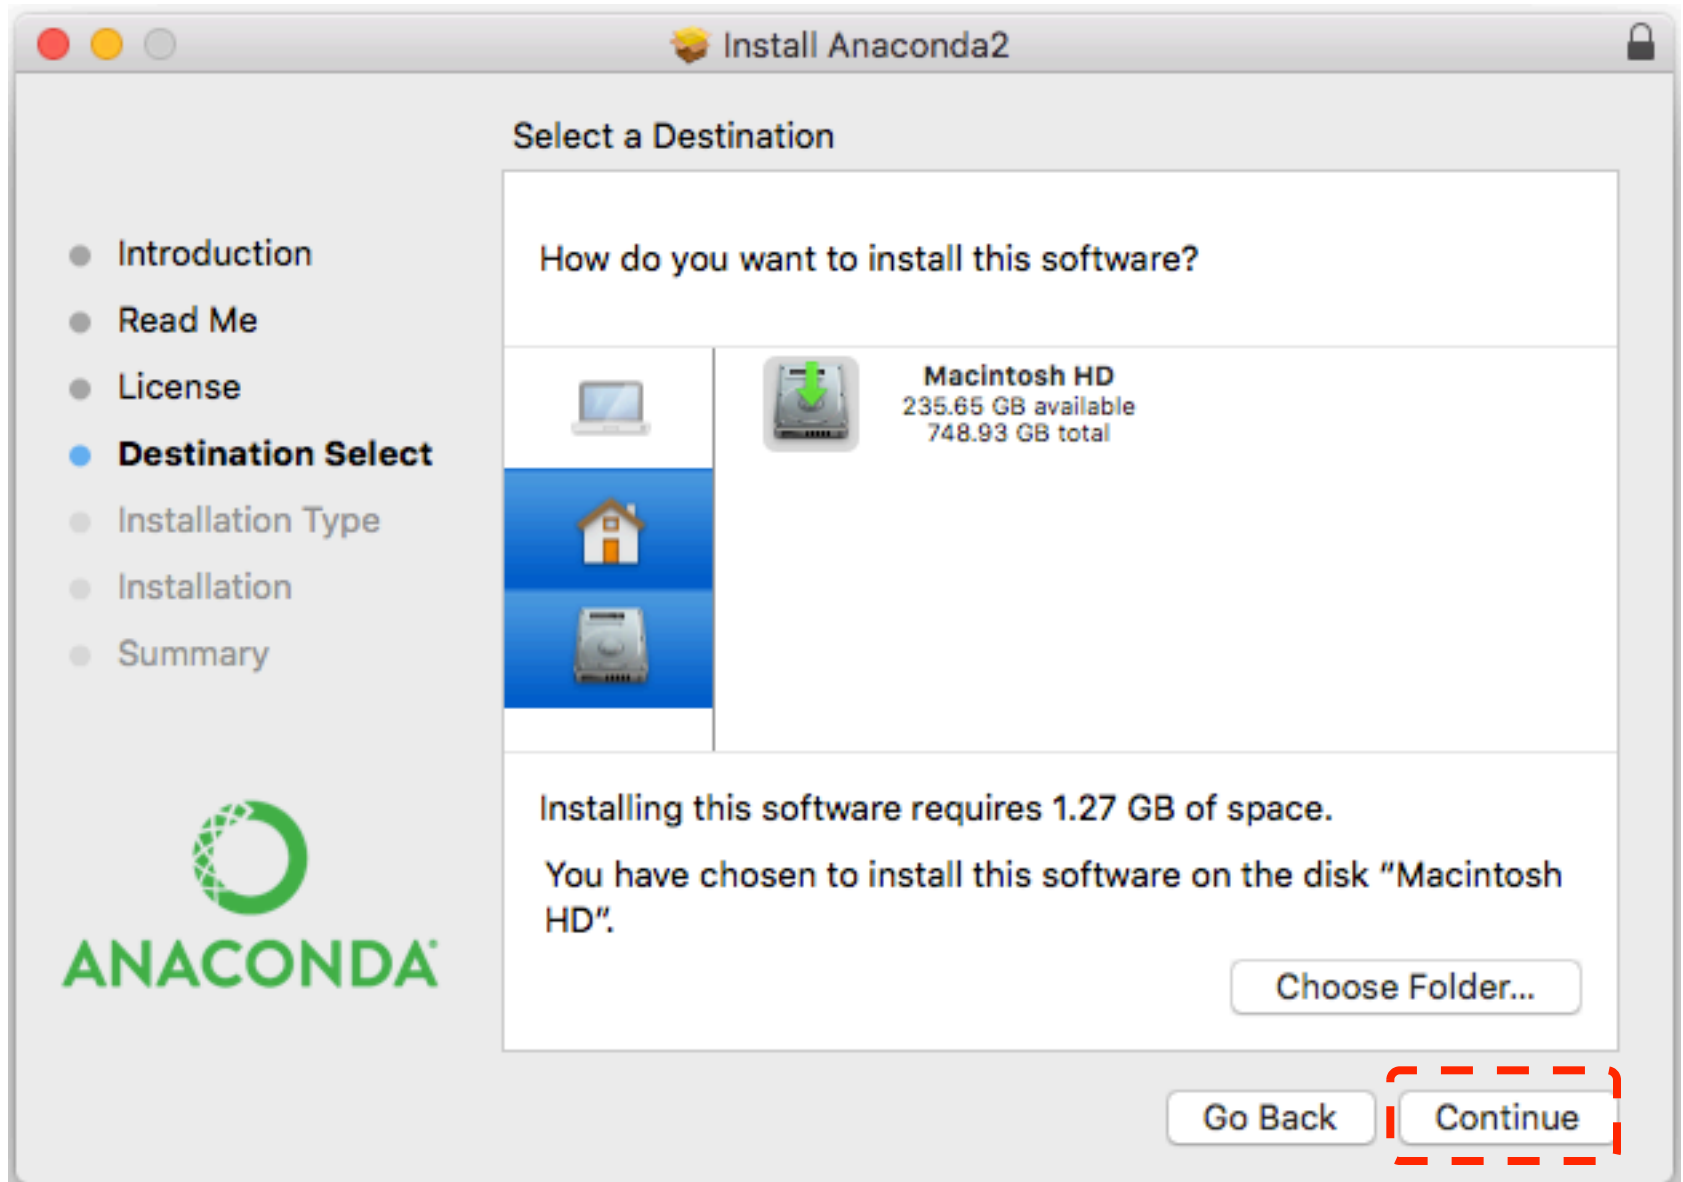 Install Anaconda2
Select a Destination
Introduction
Read Me
License
Destination Select
Installation Type
Installation
Summary
ANACONDA
How do you want to install this software?
Macintosh HD
235.65 GB available
748.93 GB total
Installing this software requires 1.27 GB of space.
You have chosen to install this software on the disk “Macintosh
HD”.
Choose Folder...
Go Back
Continue